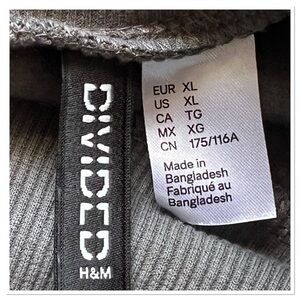 DIVIDED
H&M
EUR XL
US XL
CA TG
MX XG
CN 175/116A
Made in
Bangladesh
Fabriqué au
Bangladesh